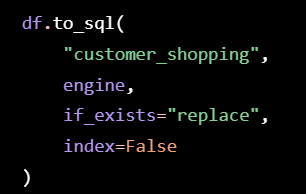 df.to_sql(
    "customer_shopping",
    engine,
    if_exists="replace",
    index=False
)